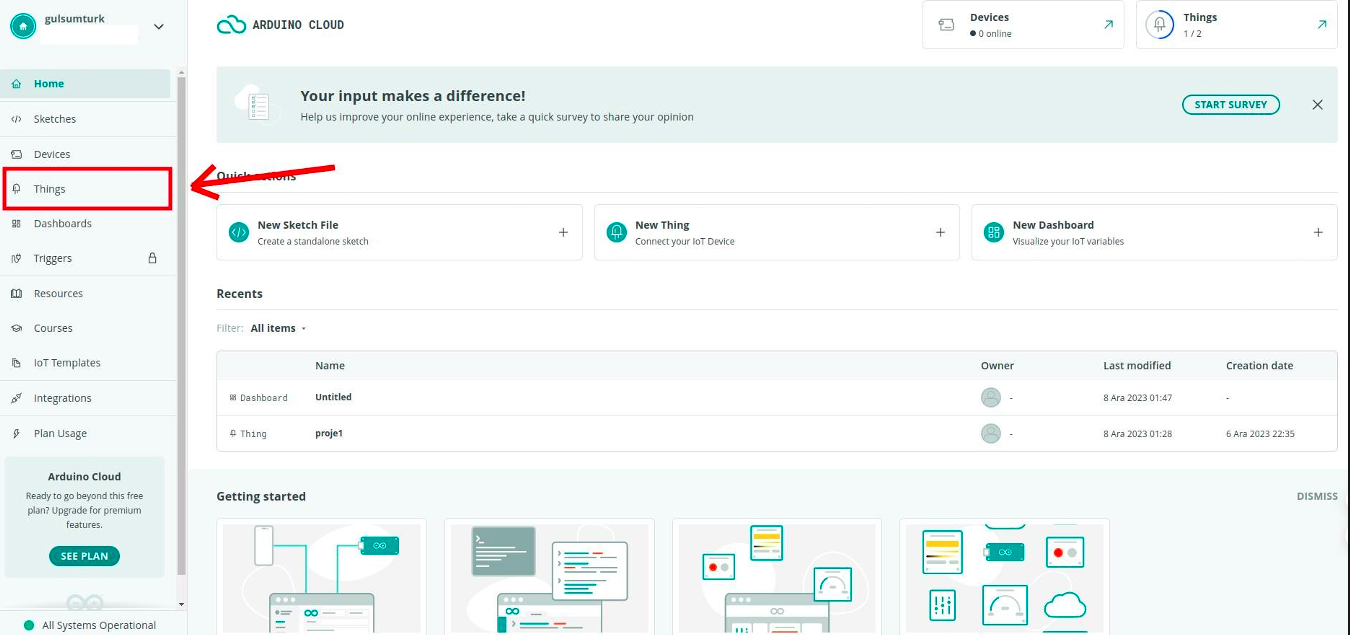 gulsumturk
ARDUINO CLOUD
Devices
0 online
Things
1 / 2
Home
Sketches
Devices
Things
Dashboards
Triggers
Resources
Courses
IoT Templates
Integrations
Plan Usage
Arduino Cloud
Ready to go beyond this free
plan? Upgrade for premium
features.
SEE PLAN
All Systems Operational
Your input makes a difference!
Help us improve your online experience, take a quick survey to share your opinion
START SURVEY
Quick actions
New Sketch File
Create a standalone sketch
New Thing
Connect your IoT Device
New Dashboard
Visualize your IoT variables
Recents
Filter: All items
Name Owner Last modified Creation date
Dashboard Untitled - 8 Ara 2023 01:47 -
Thing proje1 - 8 Ara 2023 01:28 6 Ara 2023 22:35
Getting started
DISMISS